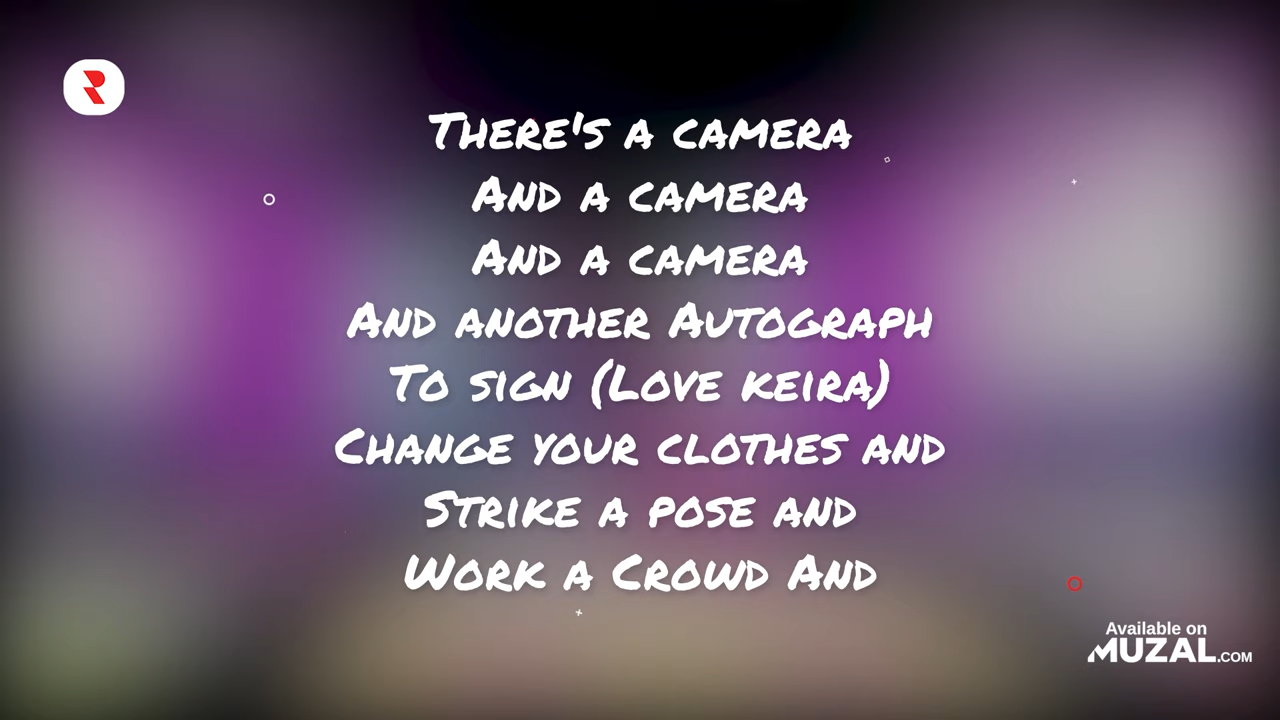 There's a camera
And a camera
And a camera
And another Autograph
To sign (Love keira)
Change your clothes and
Strike a pose and
Work a Crowd And
Available on
MUZAL.COM